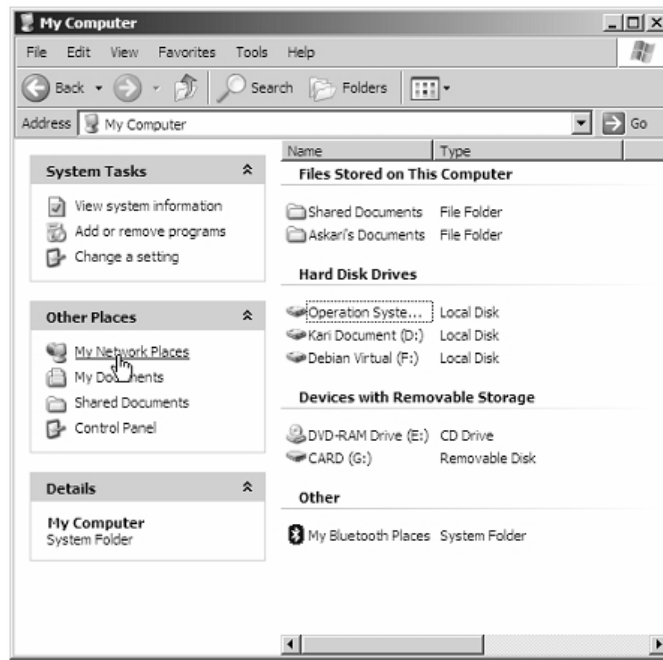 My Computer
File Edit View Favorites Tools Help
Back Search Folders
Address My Computer Go
System Tasks
View system information
Add or remove programs
Change a setting
Other Places
My Network Places
My Documents
Shared Documents
Control Panel
Details
My Computer
System Folder
Name Type
Files Stored on This Computer
Shared Documents File Folder
Askari's Documents File Folder
Hard Disk Drives
Operation Syste... Local Disk
Kari Document (D:) Local Disk
Debian Virtual (F:) Local Disk
Devices with Removable Storage
DVD-RAM Drive (E:) CD Drive
CARD (G:) Removable Disk
Other
My Bluetooth Places System Folder